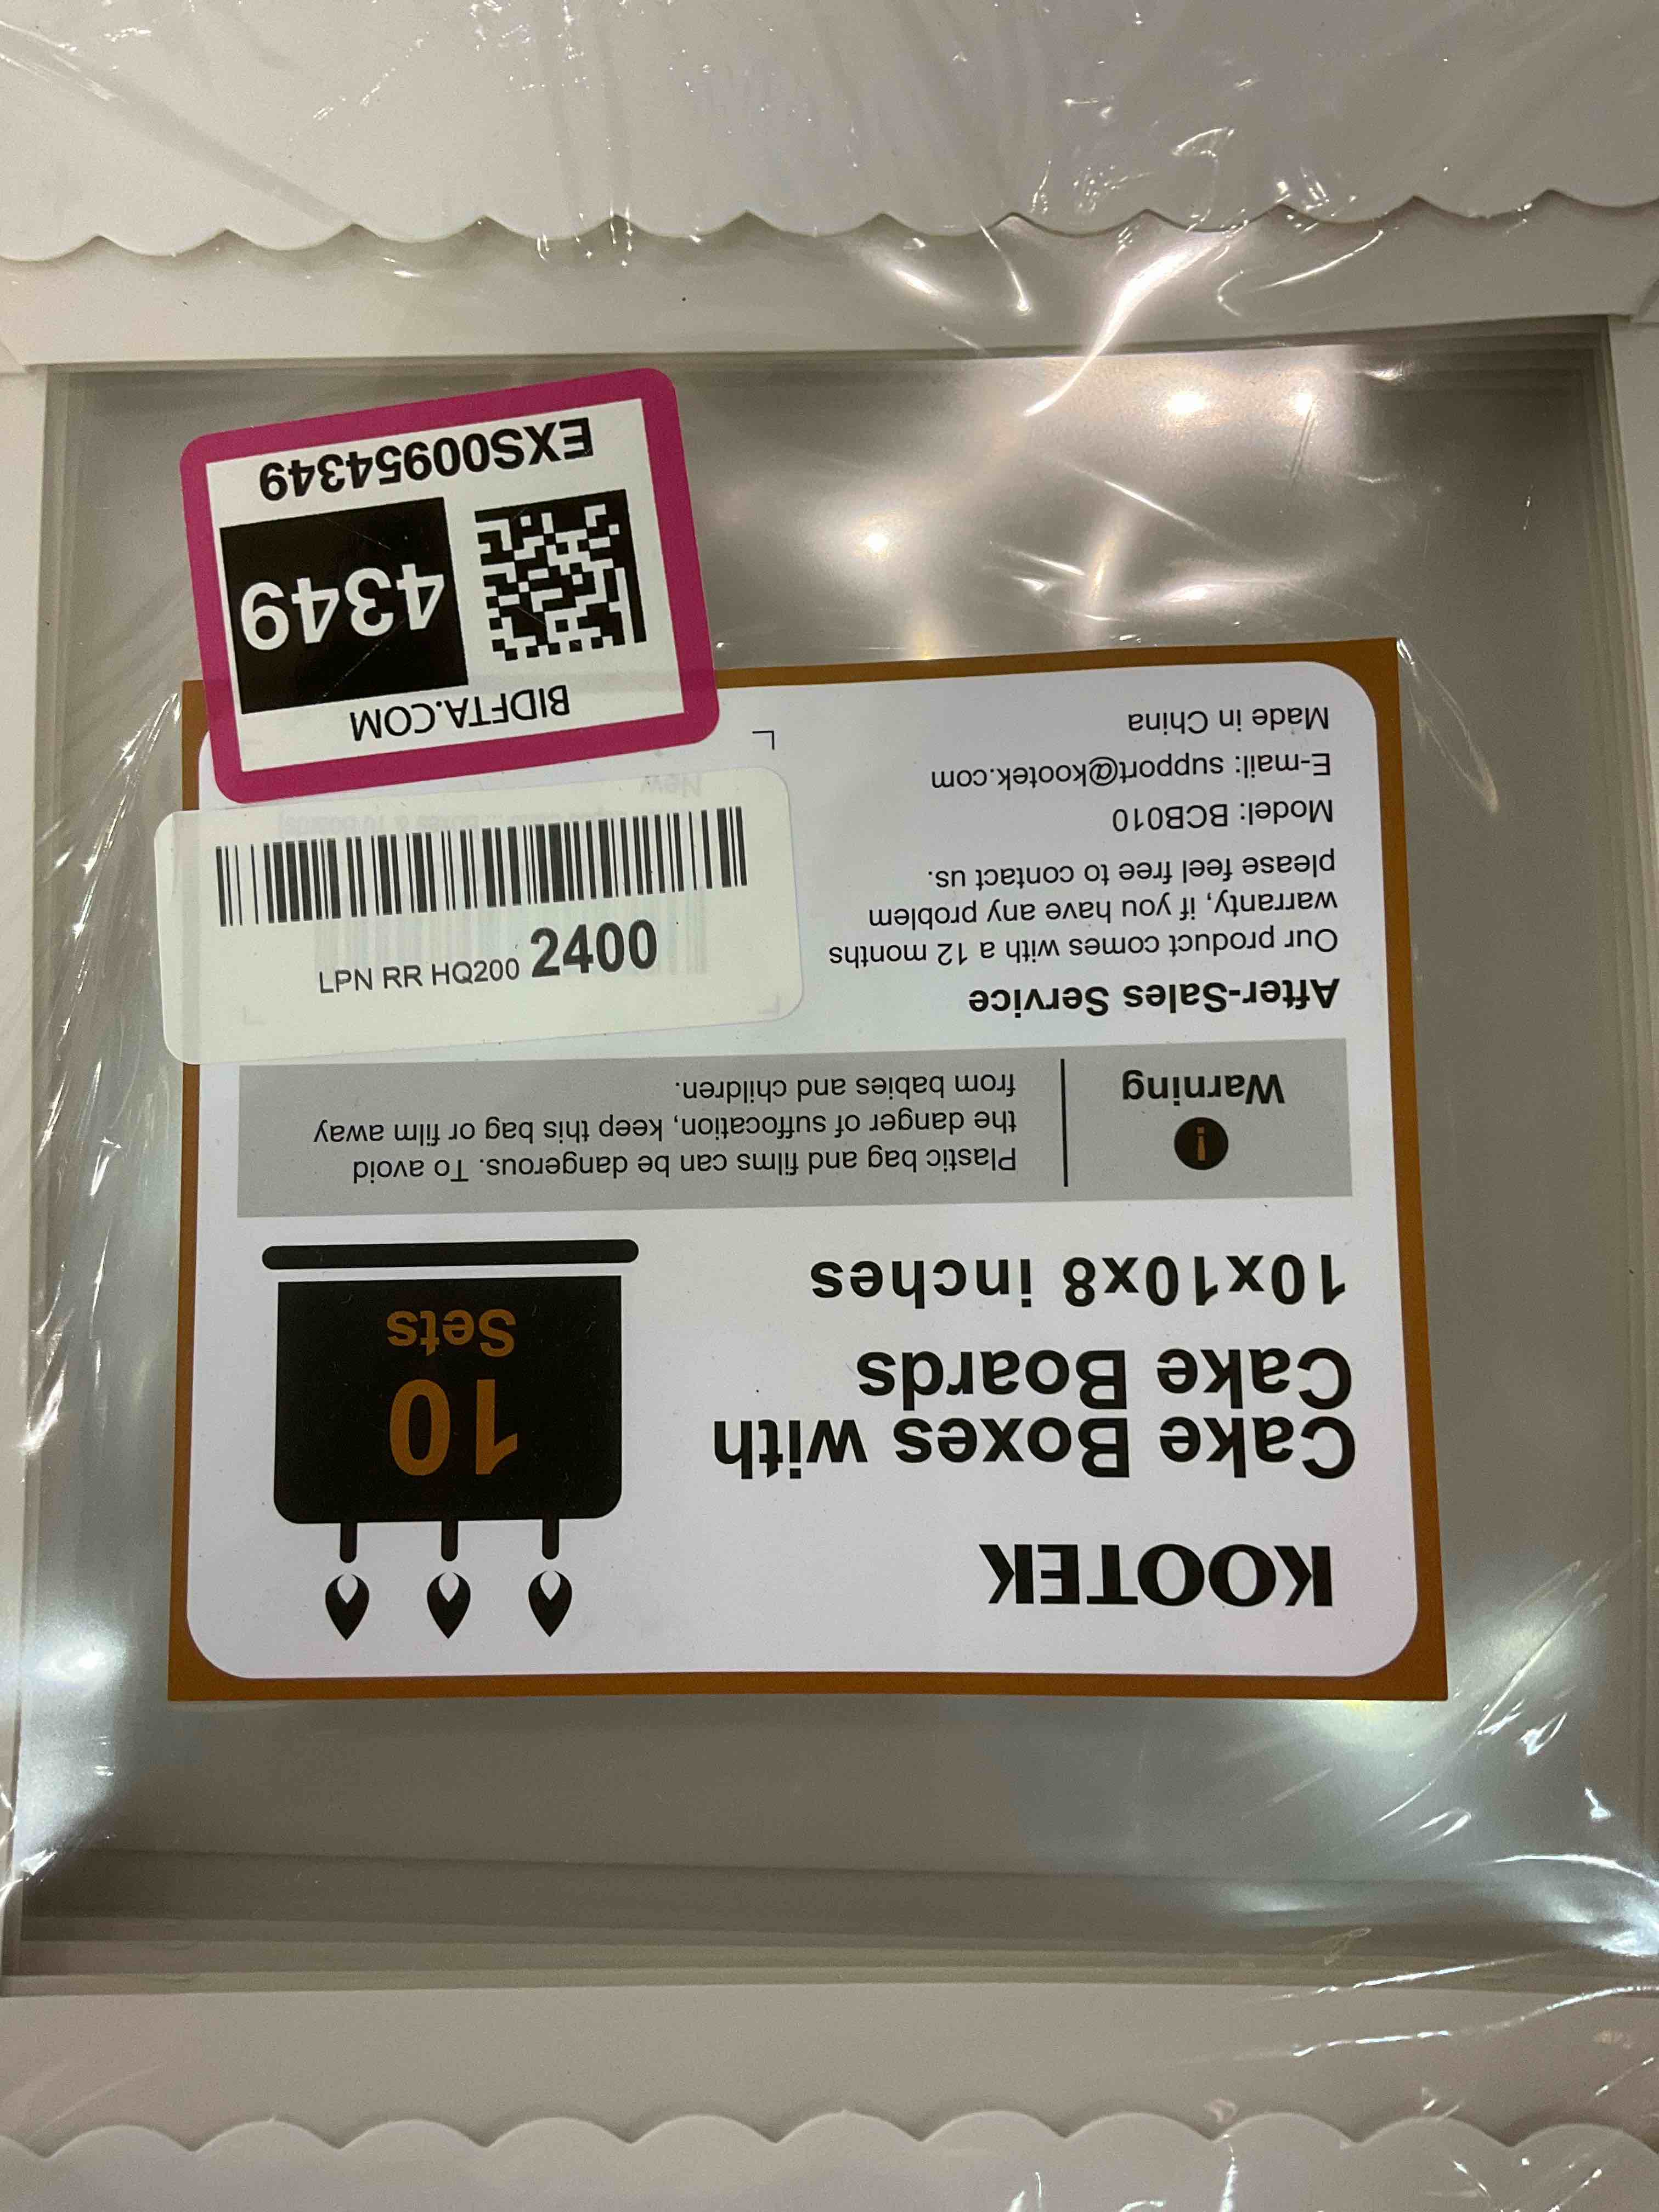 KOOTEK
Cake Boxes with
Cake Boards
10x10x8 inches
10
Sets
!
Warning
Plastic bag and films can be dangerous. To avoid
the danger of suffocation, keep this bag or film away
from babies and children.
After-Sales Service
Our product comes with a 12 months
warranty, if you have any problem
please feel free to contact us.
Model: BCB010
E-mail: support@kootek.com
Made in China
LPN RR HQ200 2400
New
BIDFTA.COM
4349
EXS00954349